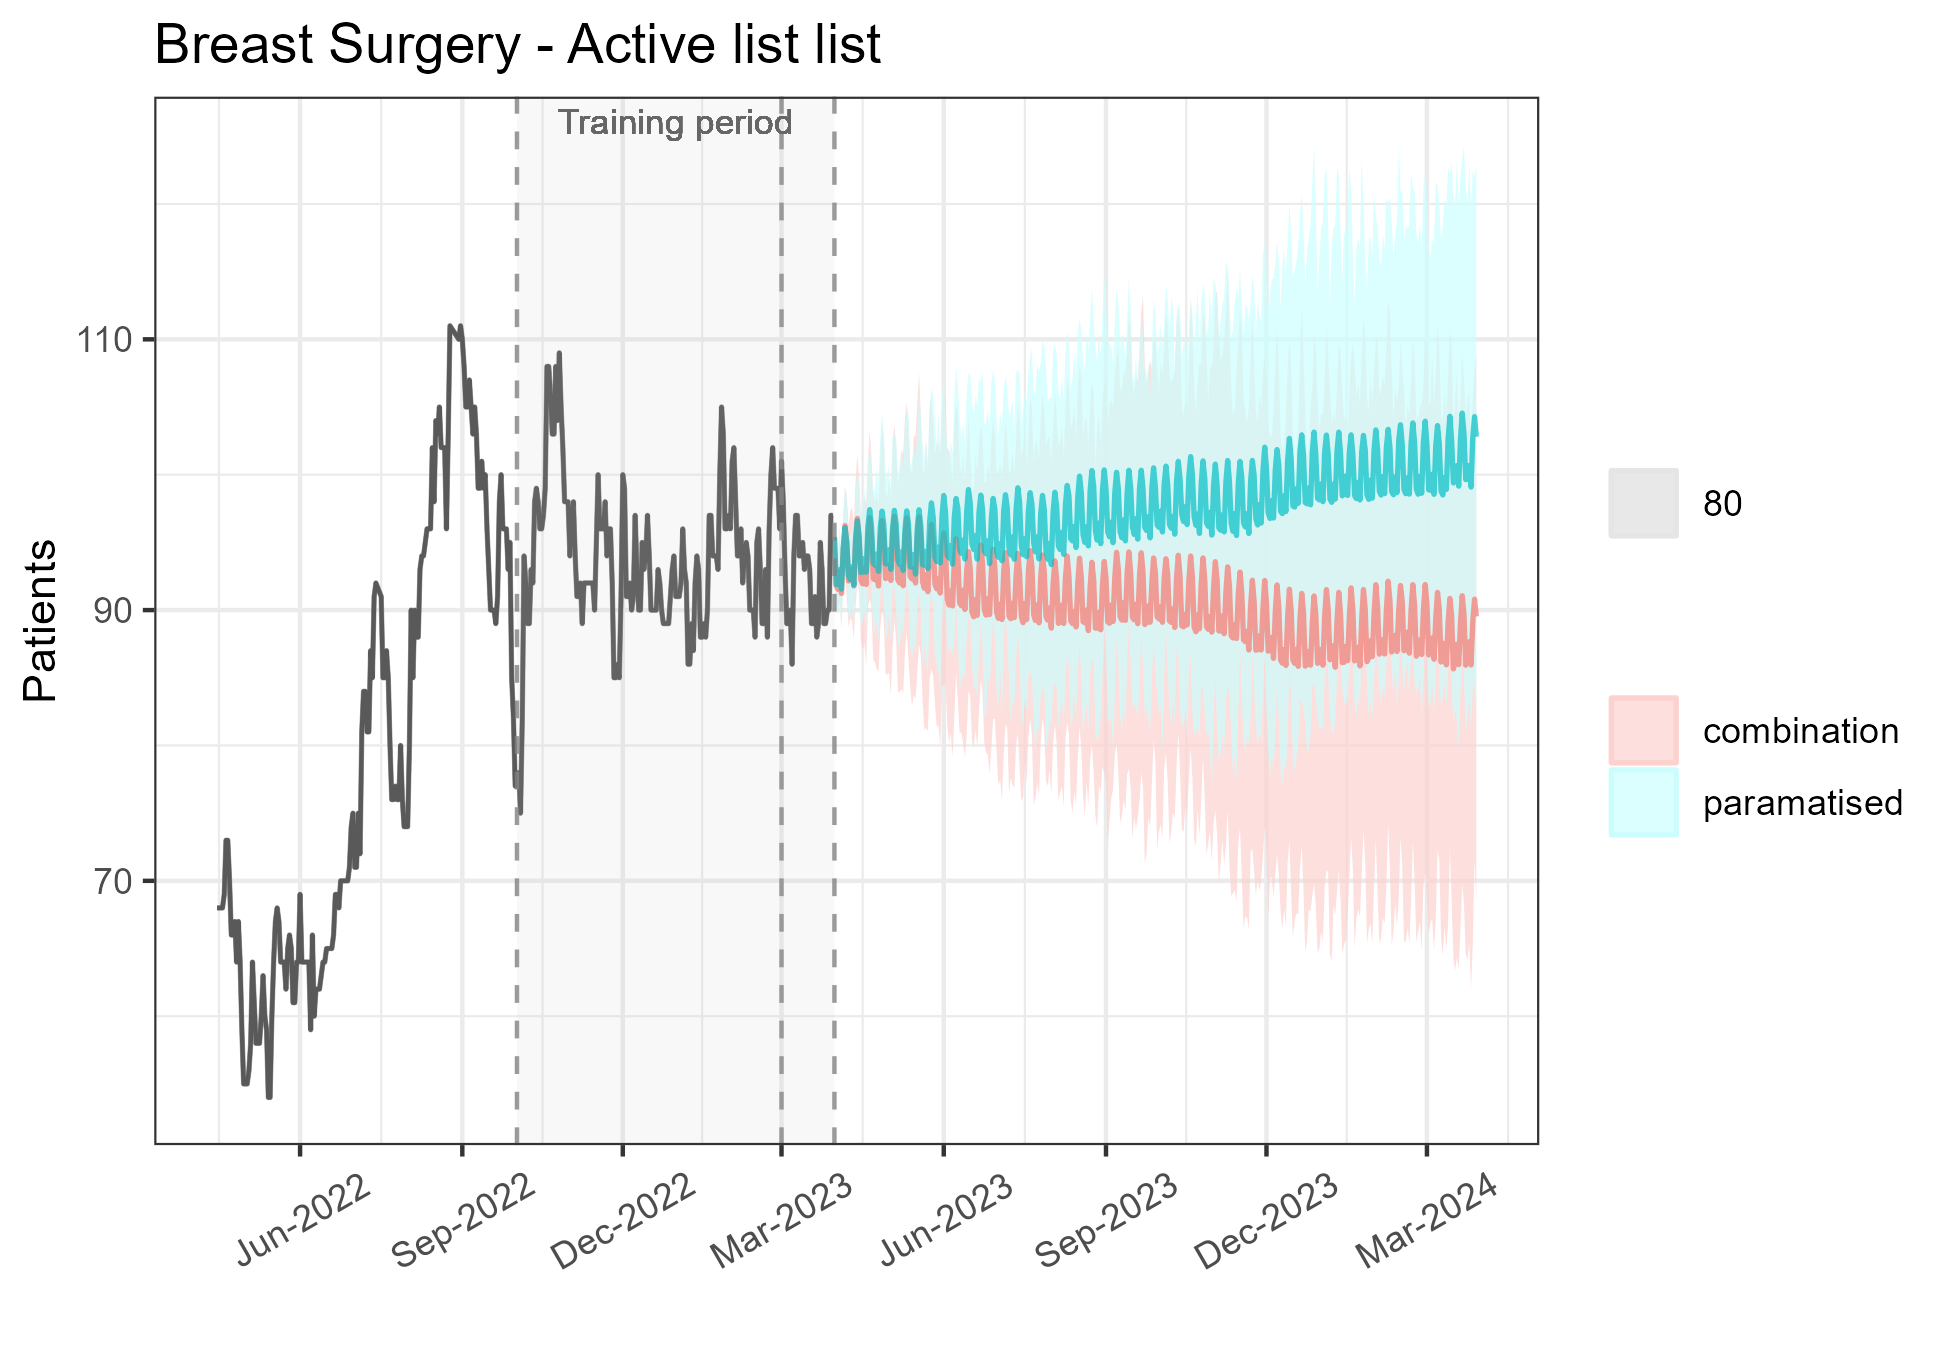 Breast Surgery - Active list list
Training period
Patients
110
90
70
Jun-2022
Sep-2022
Dec-2022
Mar-2023
Jun-2023
Sep-2023
Dec-2023
Mar-2024
80
combination
paramatised